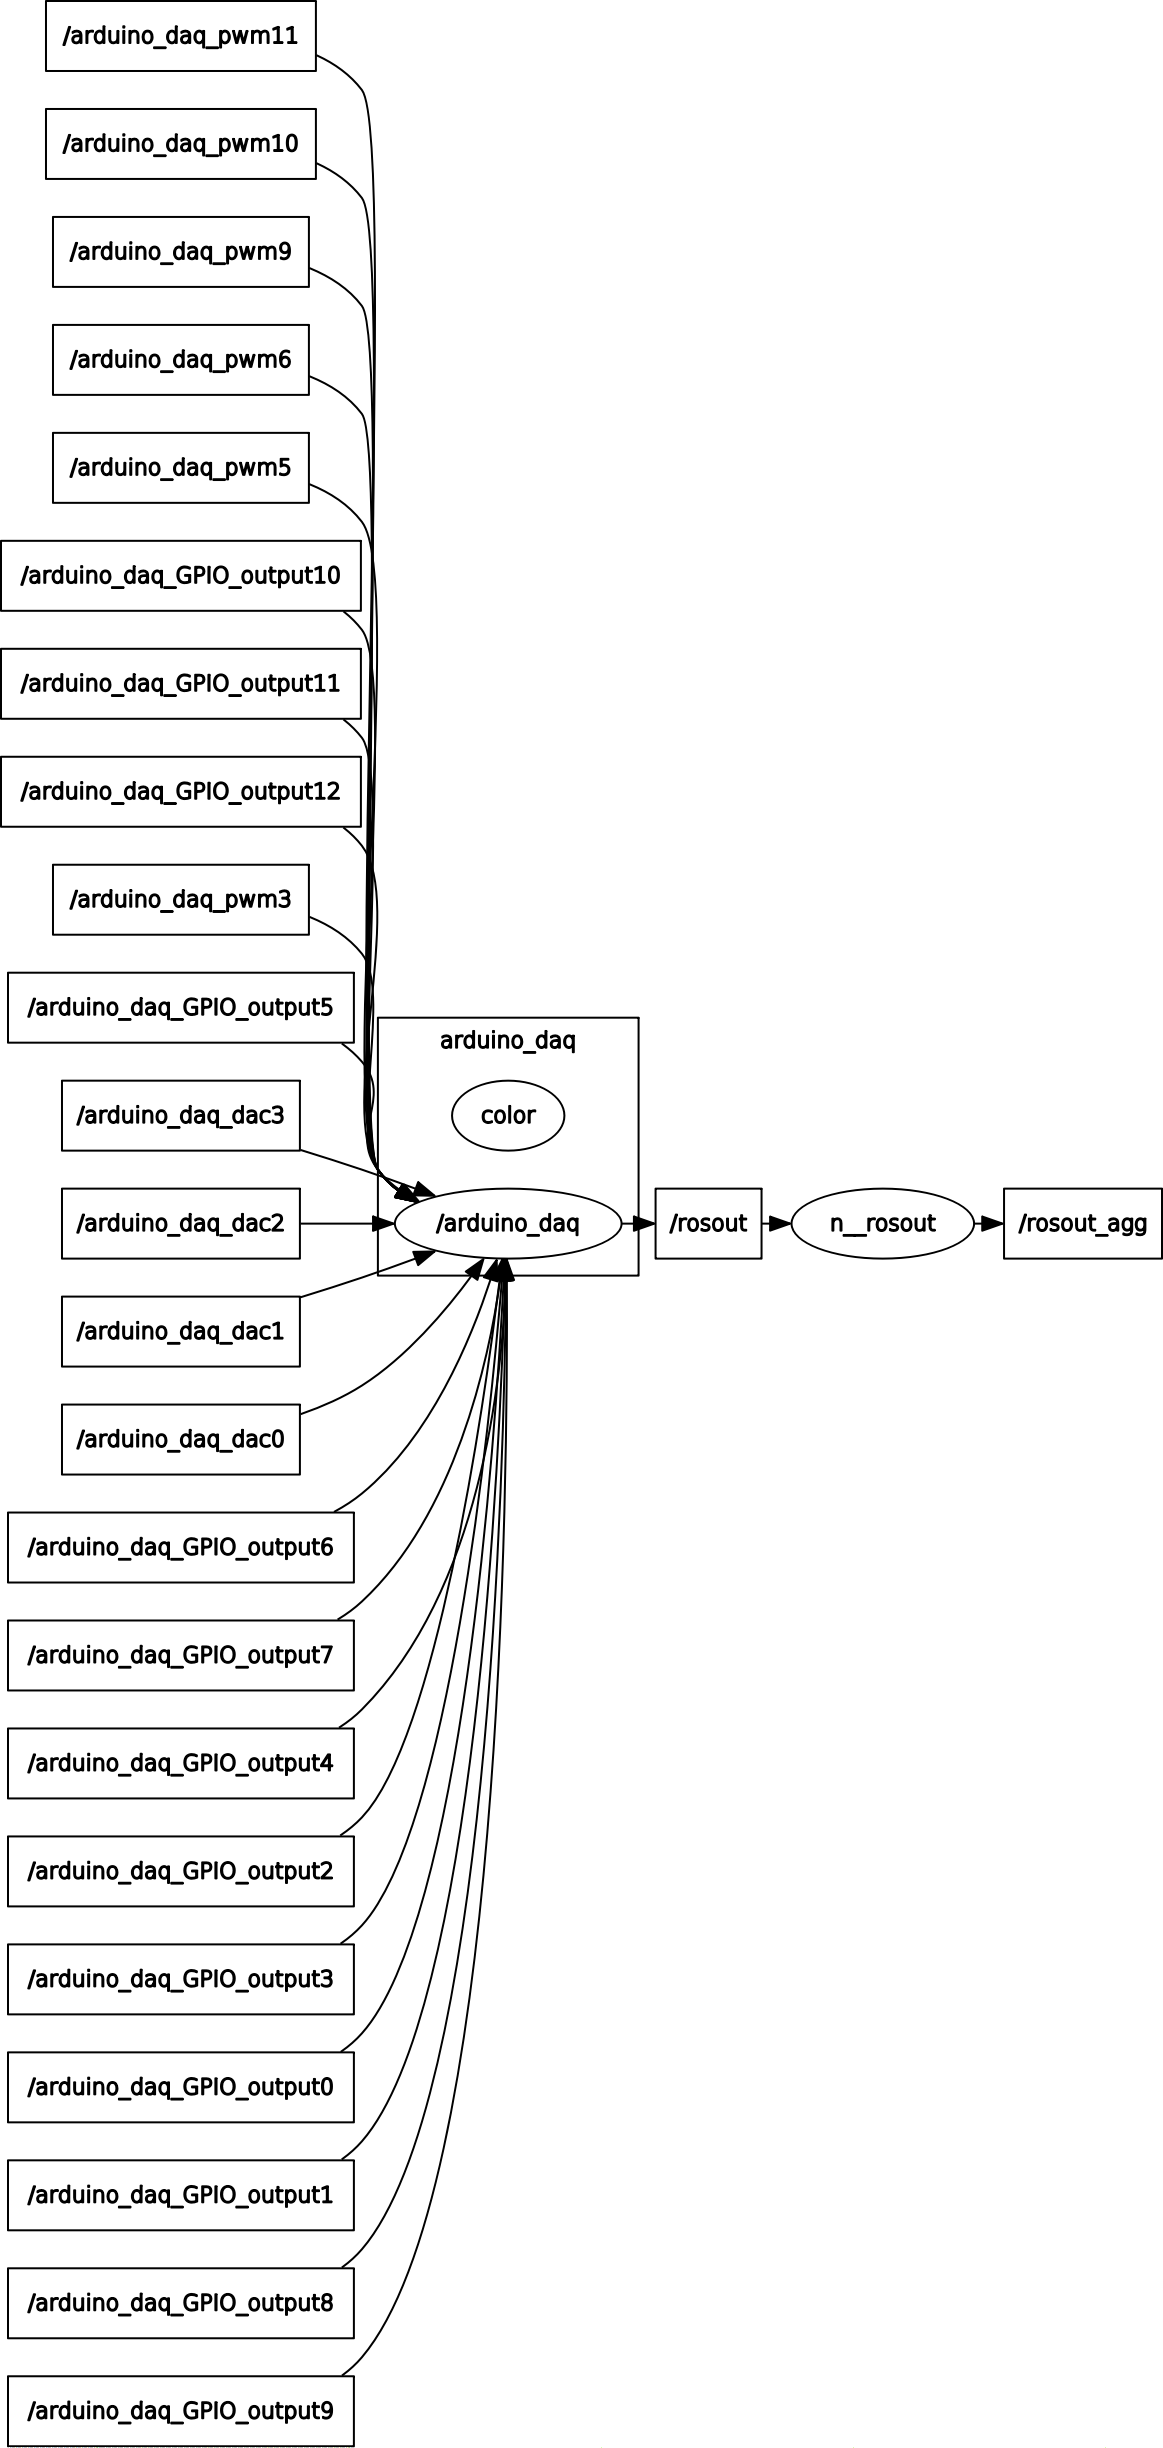 /arduino_daq_pwm11
/arduino_daq_pwm10
/arduino_daq_pwm9
/arduino_daq_pwm6
/arduino_daq_pwm5
/arduino_daq_GPIO_output10
/arduino_daq_GPIO_output11
/arduino_daq_GPIO_output12
/arduino_daq_pwm3
/arduino_daq_GPIO_output5
/arduino_daq_dac3
/arduino_daq_dac2
/arduino_daq_dac1
/arduino_daq_dac0
/arduino_daq_GPIO_output6
/arduino_daq_GPIO_output7
/arduino_daq_GPIO_output4
/arduino_daq_GPIO_output2
/arduino_daq_GPIO_output3
/arduino_daq_GPIO_output0
/arduino_daq_GPIO_output1
/arduino_daq_GPIO_output8
/arduino_daq_GPIO_output9
arduino_daq
color
/arduino_daq
/rosout
n__rosout
/rosout_agg